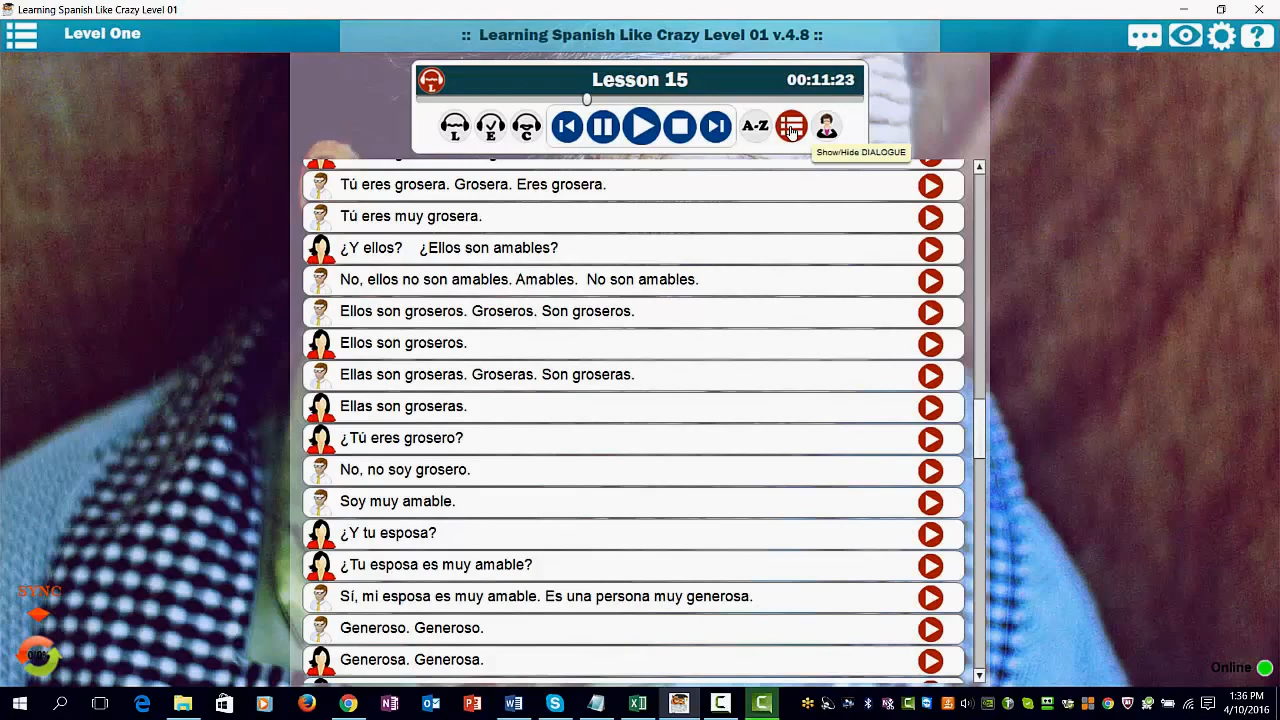 Learning Spanish Like Crazy Level 01
Level One
:: Learning Spanish Like Crazy Level 01 v.4.8 ::
L
Lesson 15
00:11:23
L
E
C
A-Z
Show/Hide DIALOGUE
Tú eres grosera. Grosera. Eres grosera.
Tú eres muy grosera.
¿Y ellos? ¿Ellos son amables?
No, ellos no son amables. Amables. No son amables.
Ellos son groseros. Groseros. Son groseros.
Ellos son groseros.
Ellas son groseras. Groseras. Son groseras.
Ellas son groseras.
¿Tú eres grosero?
No, no soy grosero.
Soy muy amable.
¿Y tu esposa?
¿Tu esposa es muy amable?
Sí, mi esposa es muy amable. Es una persona muy generosa.
Generoso. Generoso.
Generosa. Generosa.
SYNC
Online
1:36 PM
4/10/2016